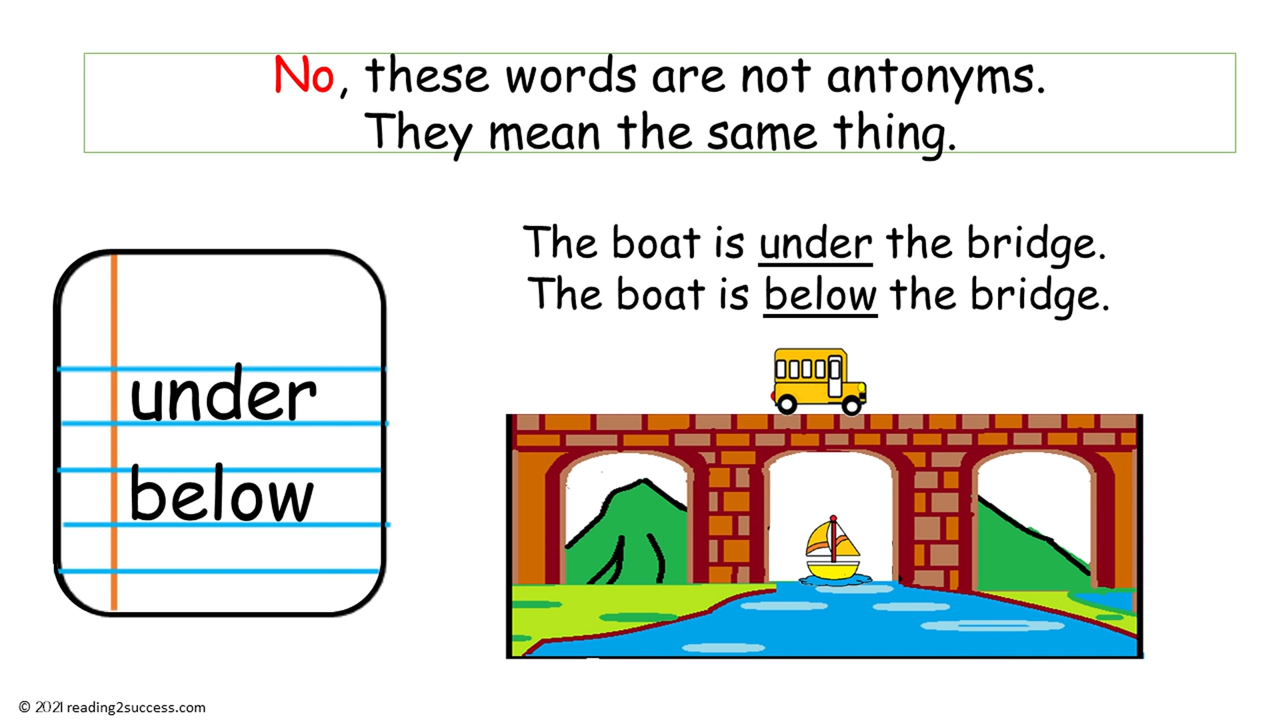 No, these words are not antonyms.
They mean the same thing.
The boat is under the bridge.
The boat is below the bridge.
under
below
© 2021 reading2success.com